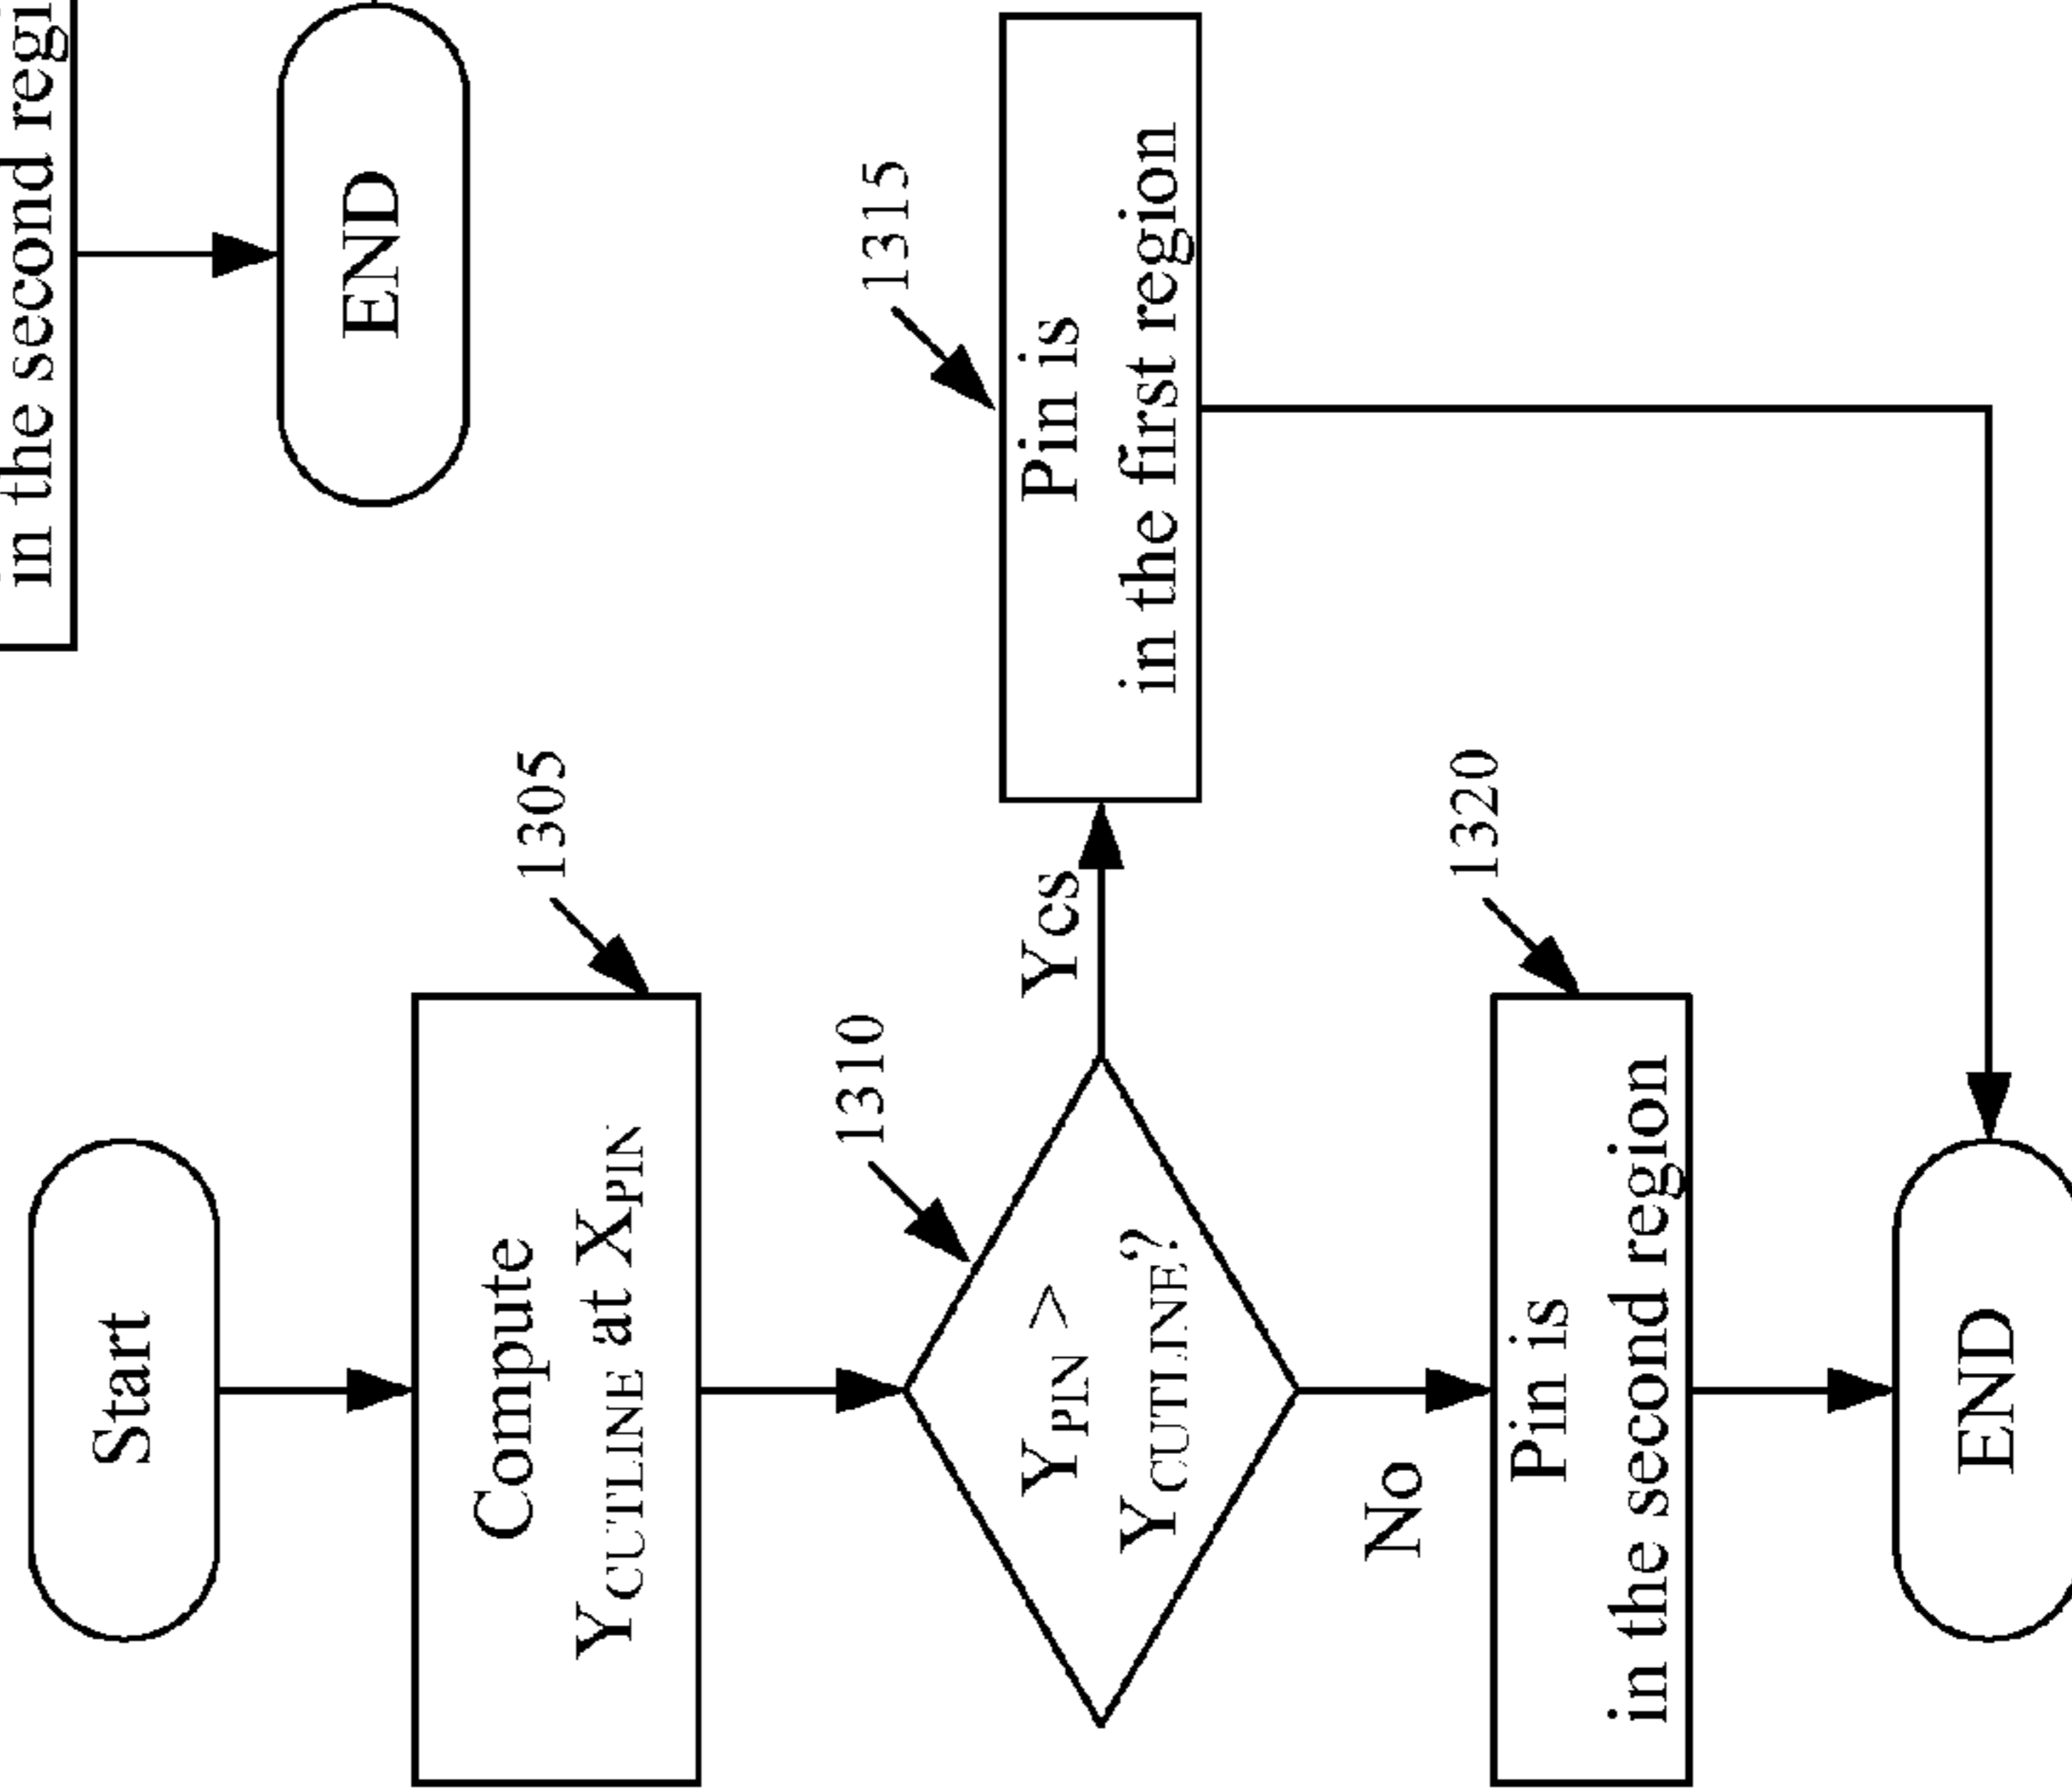 in the second regi
END
Start
Compute
YCUTLINE at XPIN
1305
1310
YPIN >
YCUTLINE?
Yes
1315
Pin is
in the first region
No
1320
Pin is
in the second region
END